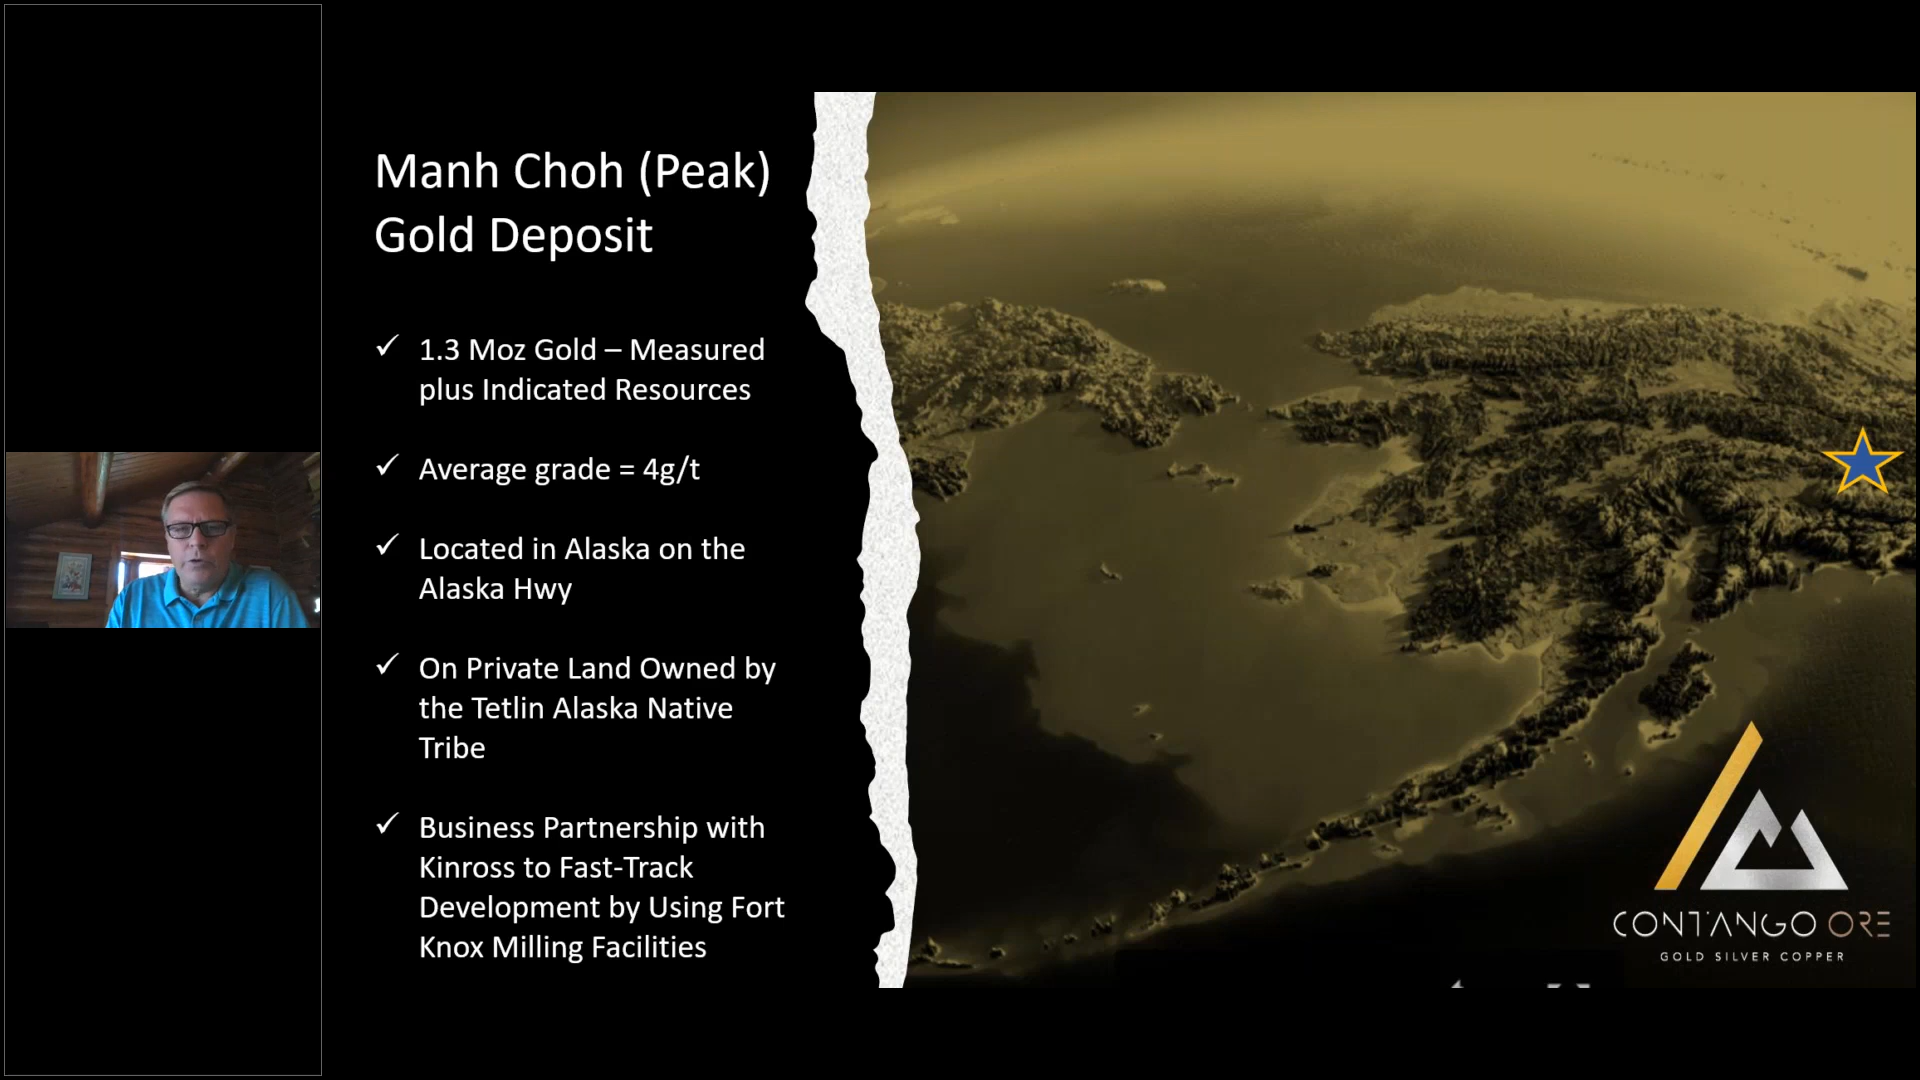 Manh Choh (Peak)
Gold Deposit
1.3 Moz Gold – Measured
plus Indicated Resources
Average grade = 4g/t
Located in Alaska on the
Alaska Hwy
On Private Land Owned by
the Tetlin Alaska Native
Tribe
Business Partnership with
Kinross to Fast-Track
Development by Using Fort
Knox Milling Facilities
CONTANGO ORE
GOLD SILVER COPPER